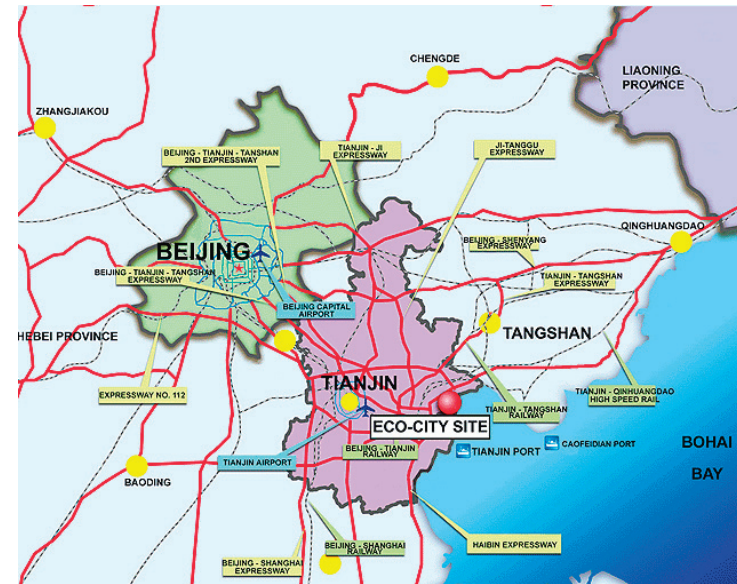 CHENGDE
LIAONING
PROVINCE
ZHANGJIAKOU
BEIJING - TIANJIN - TANSHAN
2ND EXPRESSWAY
TIANJIN - JI
EXPRESSWAY
JI-TANGGU
EXPRESSWAY
QINGHUANGDAO
BEIJING
BEIJING - SHENYANG
EXPRESSWAY
BEIJING - TIANJIN - TANGSHAN
EXPRESSWAY
TIANJIN - TANGSHAN
EXPRESSWAY
BEIJING CAPITAL
AIRPORT
HEBEI PROVINCE
TANGSHAN
TIANJIN
EXPRESSWAY NO. 112
TIANJIN - QINHUANGDAO
HIGH SPEED RAIL
TIANJIN - TANGSHAN
RAILWAY
ECO-CITY SITE
BEIJING - TIANJIN
RAILWAY
TIANJIN PORT
CAOFEIDIAN PORT
BOHAI
BAY
TIANJIN AIRPORT
BAODING
BEIJING - SHANGHAI
RAILWAY
HAIBIN EXPRESSWAY
BEIJING - SHANGHAI
EXPRESSWAY